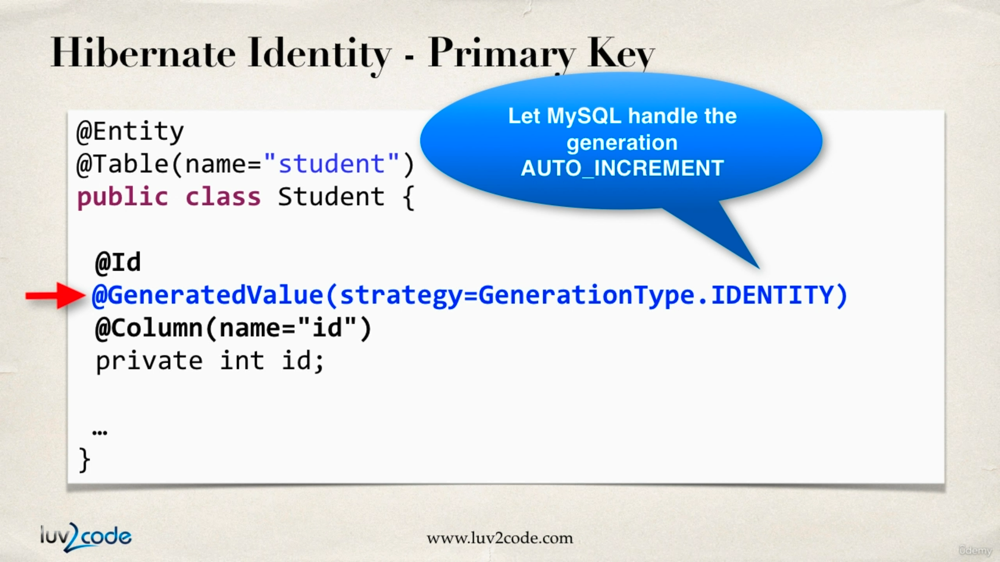 Hibernate Identity - Primary Key
Let MySQL handle the
generation
AUTO_INCREMENT
@Entity
@Table(name="student")
public class Student {
@Id
@GeneratedValue(strategy=GenerationType.IDENTITY)
@Column(name="id")
private int id;
…
}
luv2code
www.luv2code.com
ûdemy